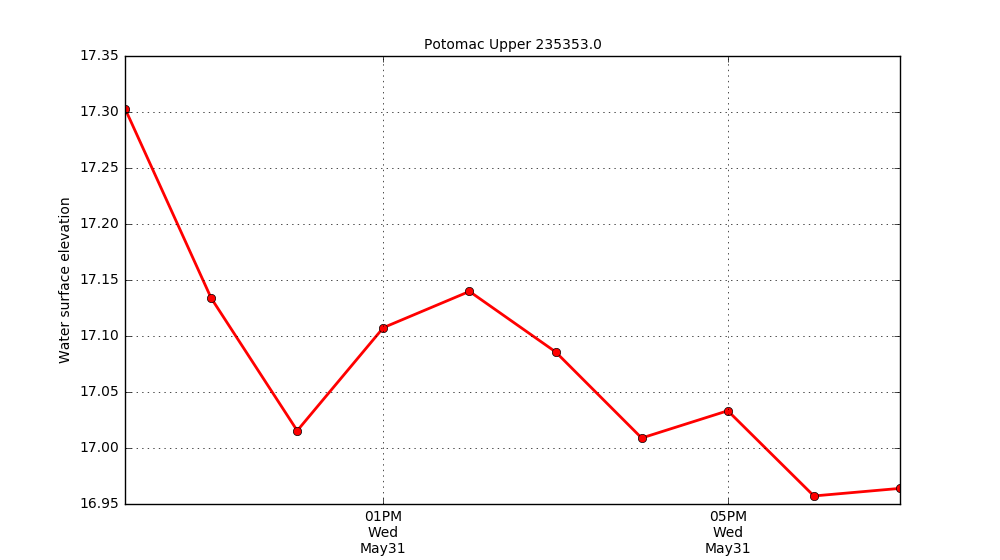 Potomac Upper 235353.0
17.35
17.30
17.25
17.20
17.15
17.10
17.05
17.00
16.95
Water surface elevation
01PM
Wed
May31
05PM
Wed
May31